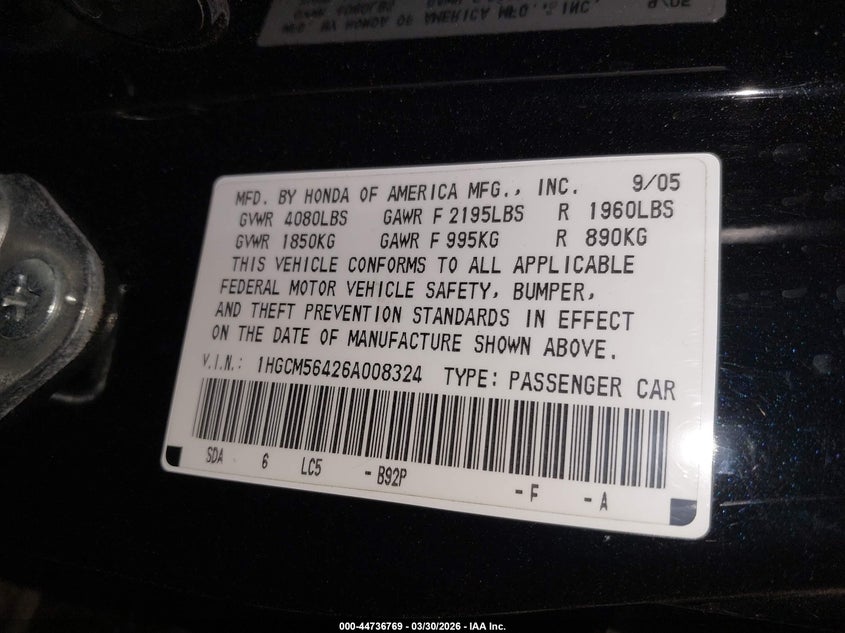 MFD. BY HONDA OF AMERICA MFG., INC. 9/05
GVWR 4080LBS GAWR F 2195LBS R 1960LBS
GVWR 1850KG GAWR F 995KG R 890KG
THIS VEHICLE CONFORMS TO ALL APPLICABLE
FEDERAL MOTOR VEHICLE SAFETY, BUMPER,
AND THEFT PREVENTION STANDARDS IN EFFECT
ON THE DATE OF MANUFACTURE SHOWN ABOVE.
V.I.N.: 1HGCM56426A008324 TYPE: PASSENGER CAR
SDA 6 LC5 - B92P - F - A
000-44736769 - 03/30/2026 - IAA Inc.